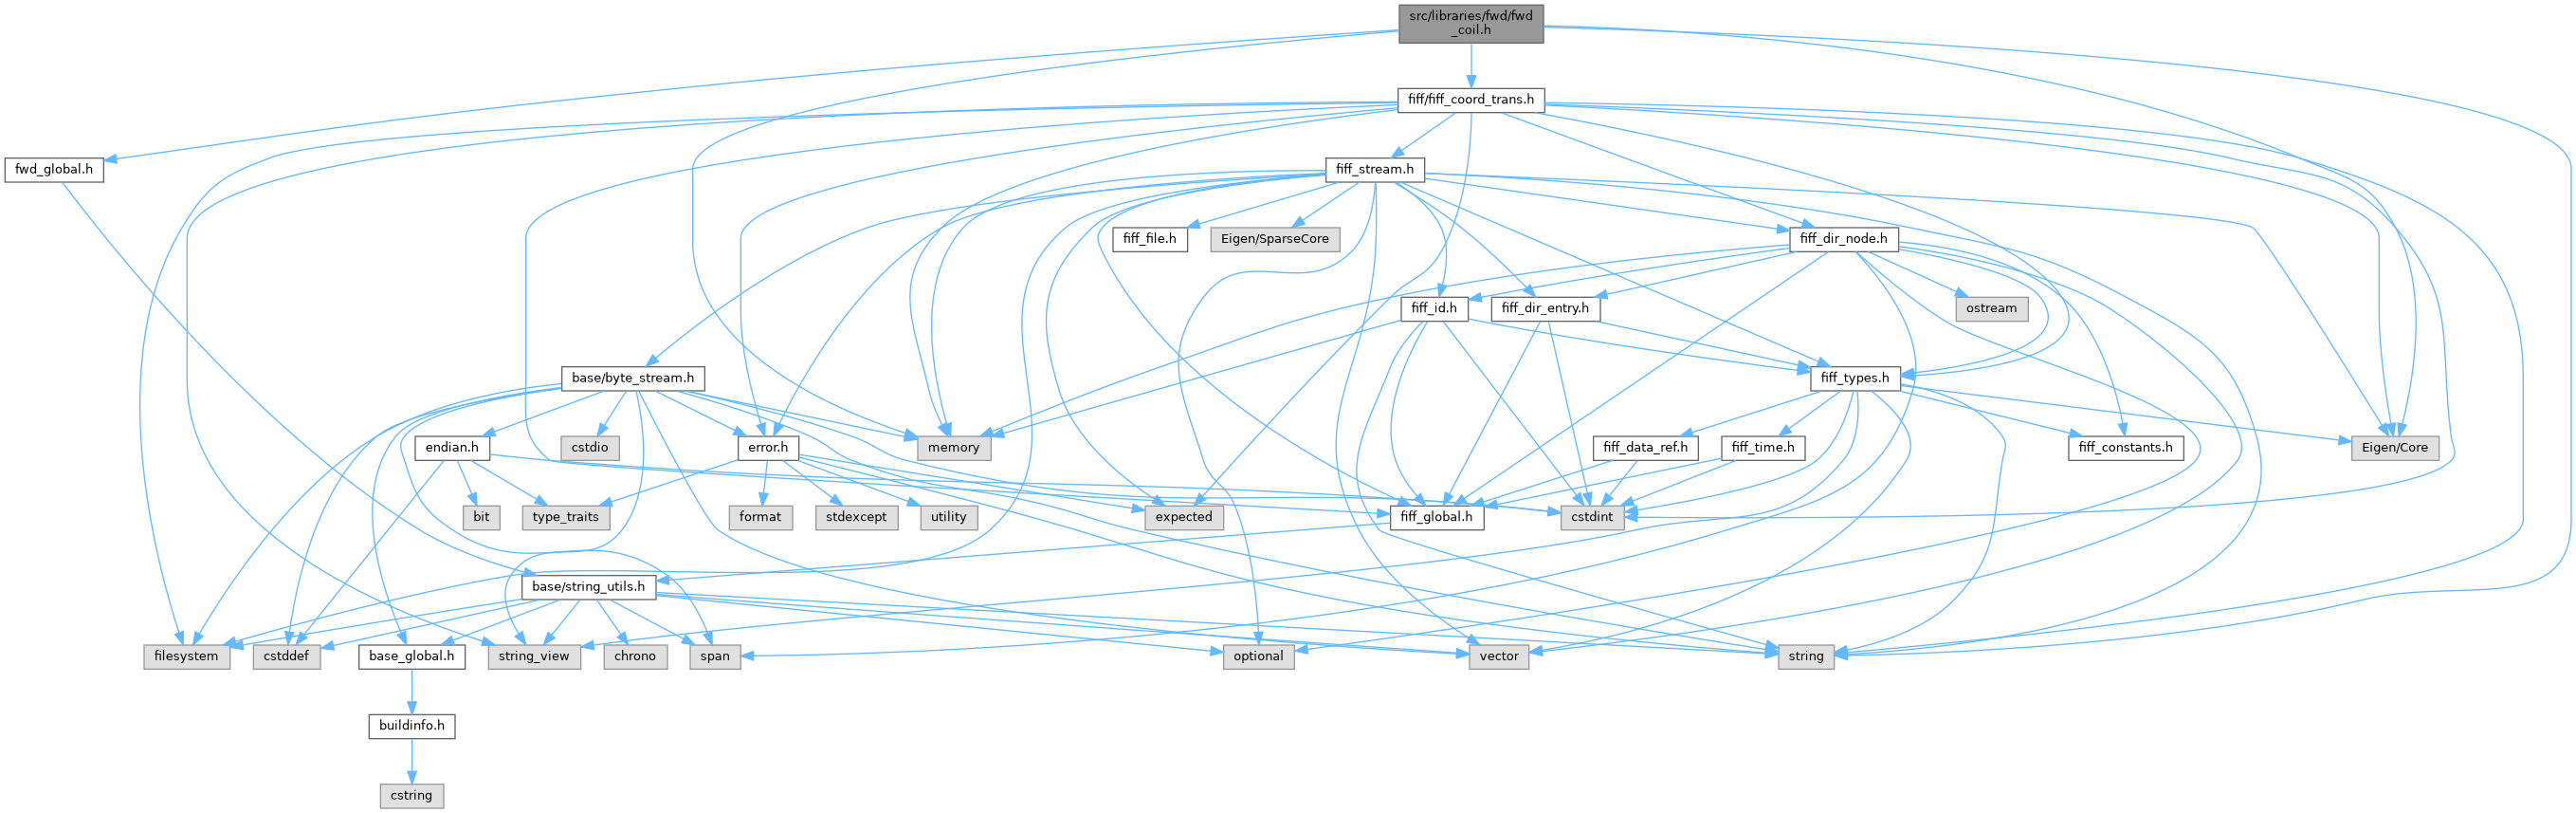 src/libraries/fwd/fwd
_coil.h
fiff/fiff_coord_trans.h
fwd_global.h
fiff_stream.h
fiff_file.h
Eigen/SparseCore
fiff_dir_node.h
fiff_id.h
fiff_dir_entry.h
ostream
base/byte_stream.h
fiff_types.h
endian.h
cstdio
error.h
memory
fiff_data_ref.h
fiff_time.h
fiff_constants.h
Eigen/Core
bit
type_traits
format
stdexcept
utility
expected
fiff_global.h
cstdint
base/string_utils.h
filesystem
cstddef
base_global.h
string_view
chrono
span
optional
vector
string
buildinfo.h
cstring